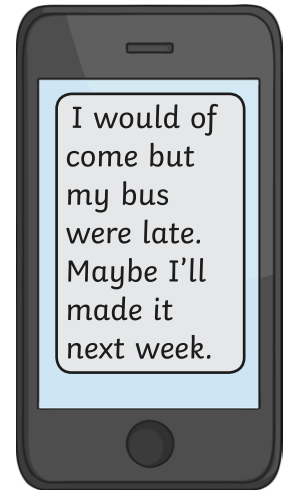 I would of
come but
my bus
were late.
Maybe I'll
made it
next week.